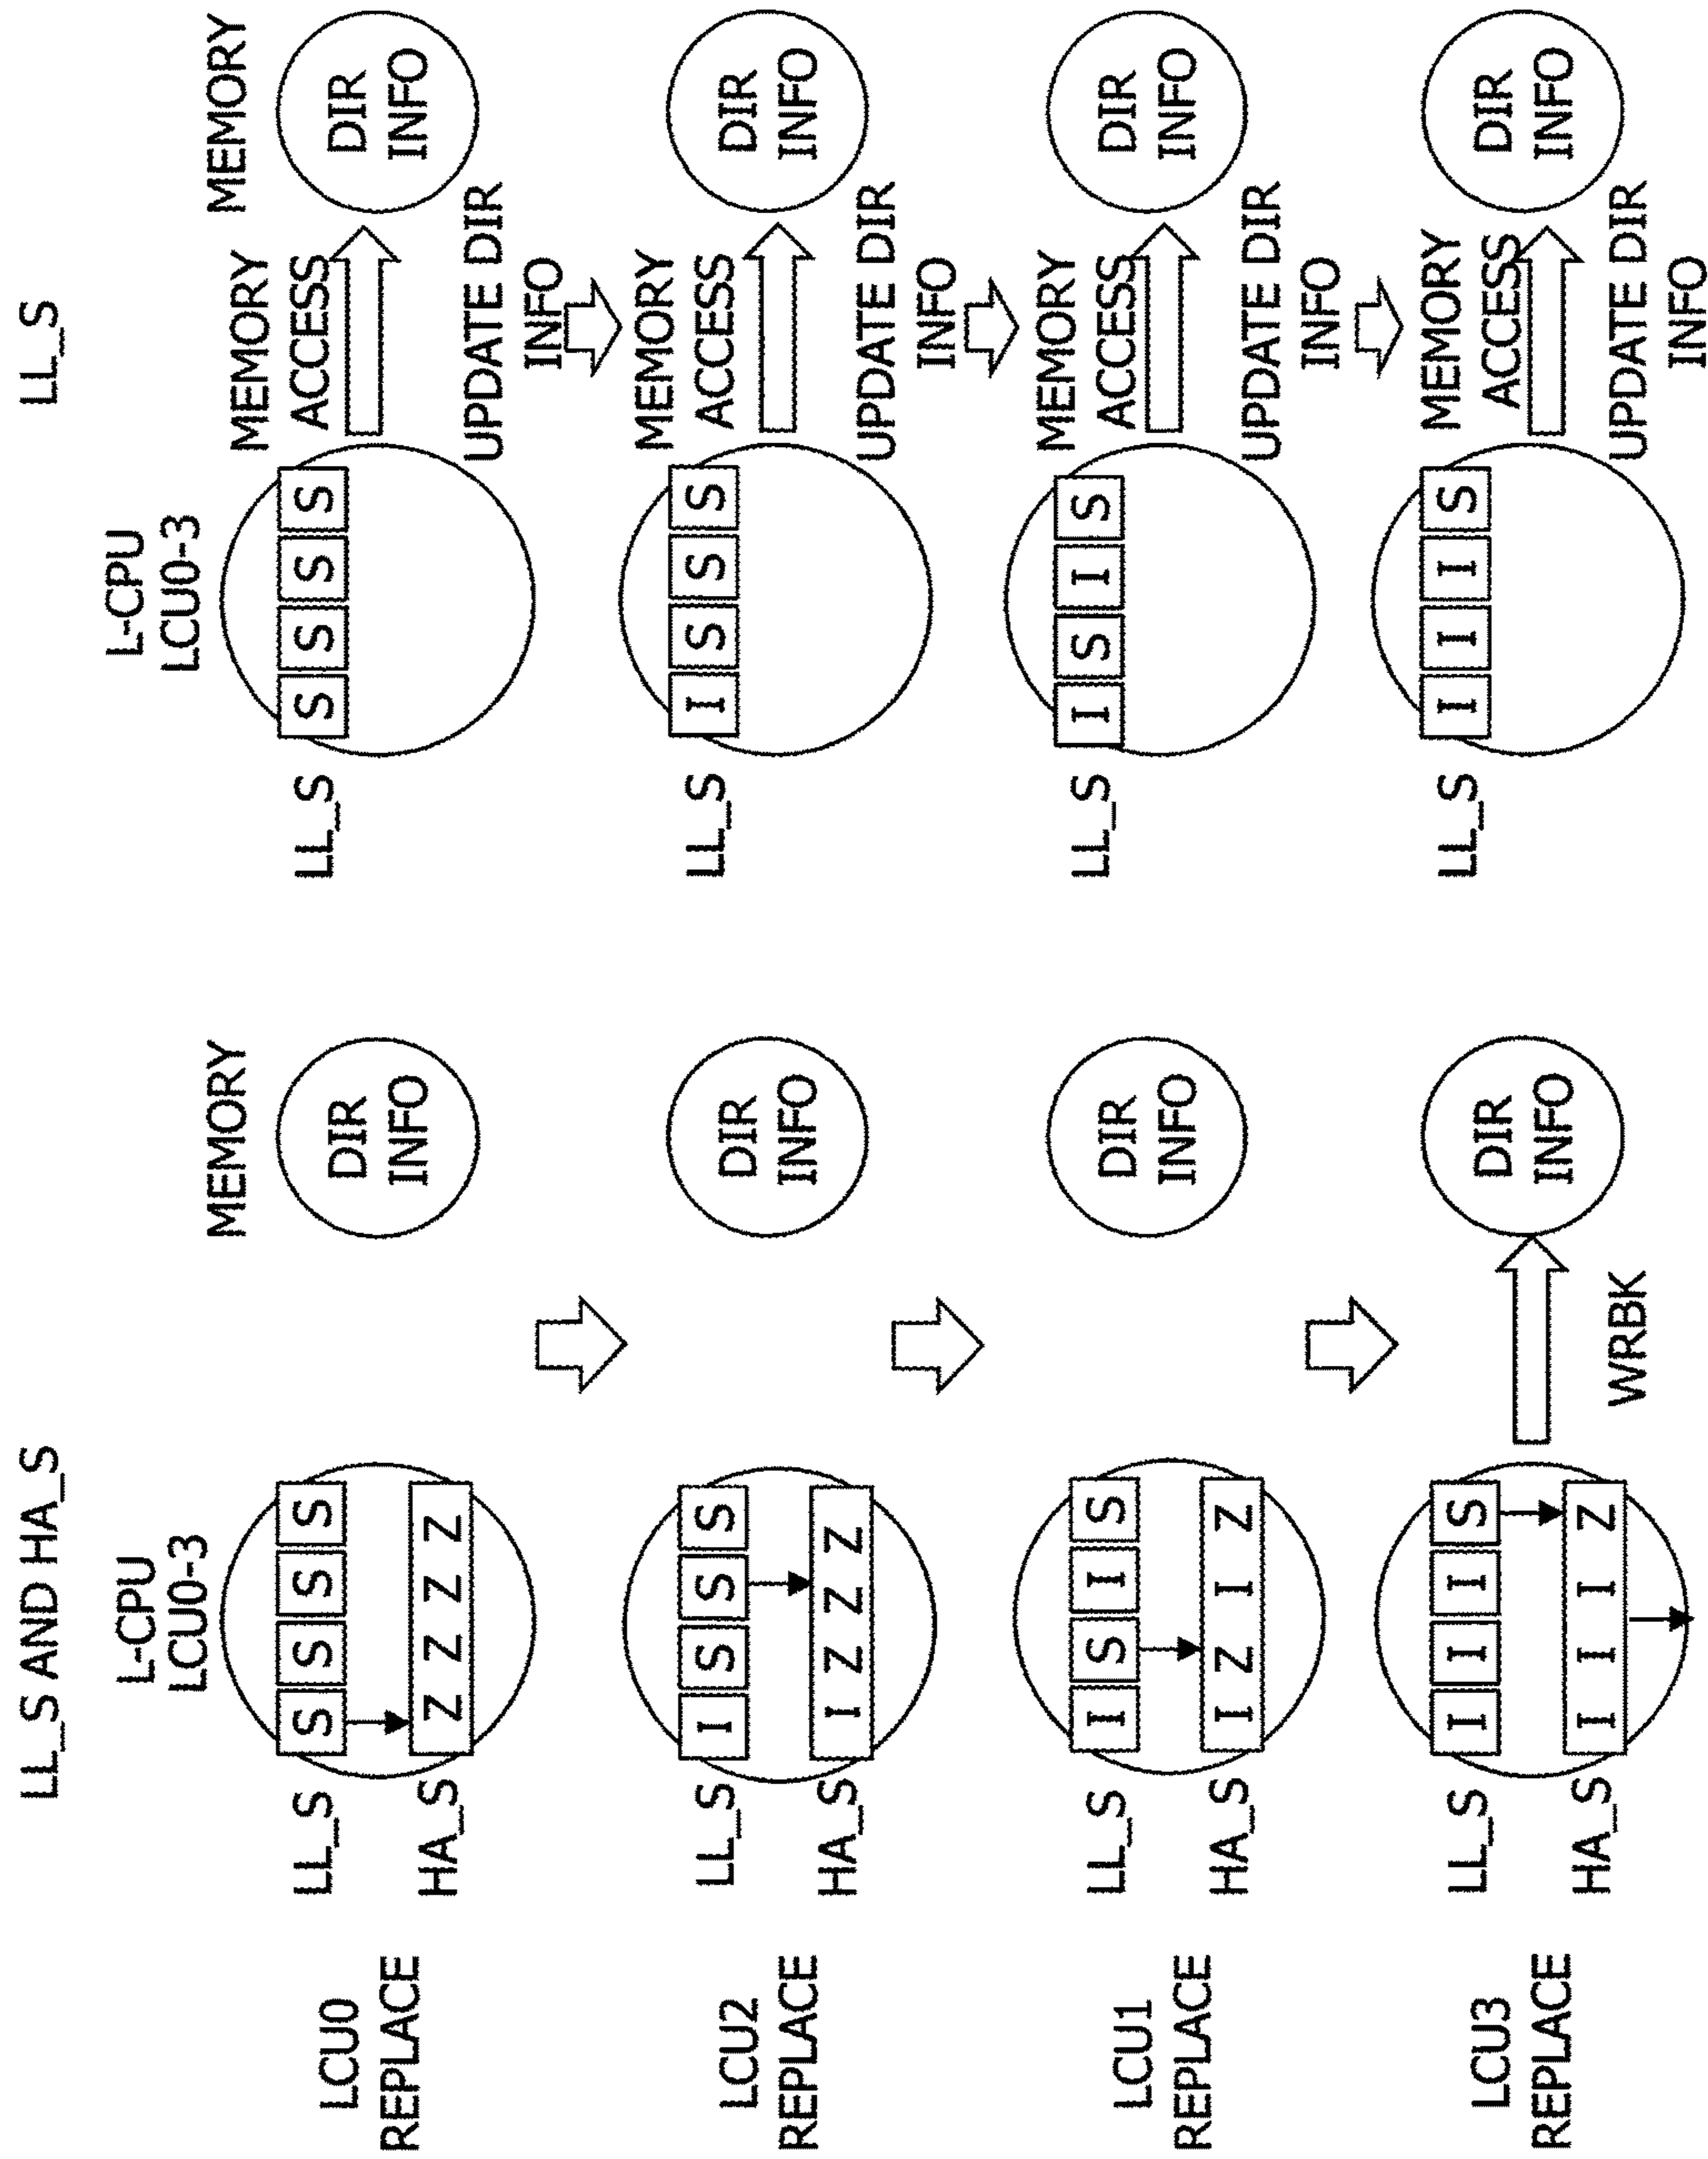 LL_S AND HA_S
LL_S
L-CPU
LCU0-3
MEMORY
L-CPU
LCU0-3
MEMORY
LCU0
REPLACE
LL_S
S S S S
HA_S
Z Z Z Z
DIR
INFO
LL_S
S S S S
MEMORY
ACCESS
UPDATE DIR
INFO
DIR
INFO
LCU2
REPLACE
LL_S
I S S S
HA_S
I Z Z Z
DIR
INFO
LL_S
I S S S
MEMORY
ACCESS
UPDATE DIR
INFO
DIR
INFO
LCU1
REPLACE
LL_S
I S I S
HA_S
I Z I Z
DIR
INFO
LL_S
I S I S
MEMORY
ACCESS
UPDATE DIR
INFO
DIR
INFO
LCU3
REPLACE
LL_S
I I I S
HA_S
I I I Z
WRBK
DIR
INFO
LL_S
I I I S
MEMORY
ACCESS
UPDATE DIR
INFO
DIR
INFO